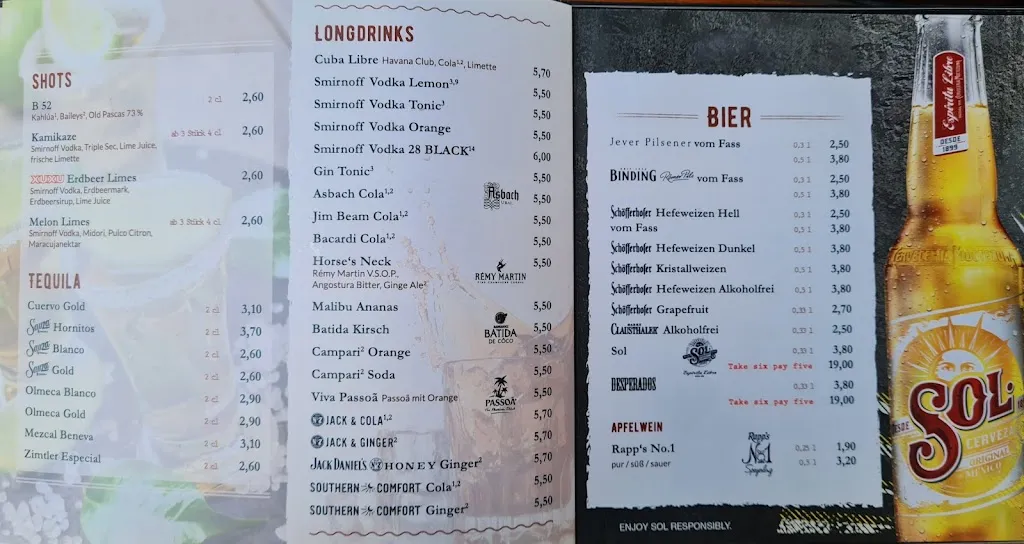 SHOTS
B 52 2 cl 2,60
Kahlúa¹, Baileys², Old Pascas 73 %
Kamikaze ab 3 Stück 4 cl 2,60
Smirnoff Vodka, Triple Sec, Lime Juice,
frische Limette
XUXU Erdbeer Limes 2,60
Smirnoff Vodka, Erdbeermark,
Erdbeersirup, Lime Juice
Melon Limes ab 3 Stück 4 cl 2,60
Smirnoff Vodka, Midori, Pulco Citron,
Maracujanektar
TEQUILA
Cuervo Gold 2 cl 3,10
Sauza Hornitos 2 cl 3,70
Sauza Blanco 2 cl 2,60
Sauza Gold 2 cl 2,60
Olmeca Blanco 2 cl 2,90
Olmeca Gold 2 cl 2,90
Mezcal Beneva 2 cl 3,10
Zimtler Especial 2 cl 2,60
LONGDRINKS
Cuba Libre Havana Club, Cola¹,², Limette 5,70
Smirnoff Vodka Lemon³,⁹ 5,50
Smirnoff Vodka Tonic³ 5,50
Smirnoff Vodka Orange 5,50
Smirnoff Vodka 28 BLACK¹⁴ 6,00
Gin Tonic³ 5,50
Asbach Cola¹,² Asbach 5,50
Jim Beam Cola¹,² 5,50
Bacardi Cola¹,² 5,50
Horse's Neck 5,50
Rémy Martin V.S.O.P., RÉMY MARTIN
Angostura Bitter, Ginge Ale²
Malibu Ananas 5,50
Batida Kirsch BATIDA DE CÔCO 5,50
Campari² Orange 5,50
Campari² Soda 5,50
Viva Passoã Passoã mit Orange PASSOÃ 5,50
JACK & COLA¹,² 5,70
JACK & GINGER² 5,70
JACK DANIEL'S HONEY Ginger² 5,70
SOUTHERN COMFORT Cola¹,² 5,50
SOUTHERN COMFORT Ginger² 5,50
BIER
Jever Pilsener vom Fass 0,3 l 2,50
0,5 l 3,80
BINDING Römer Pils vom Fass 0,3 l 2,50
0,5 l 3,80
Schöfferhofer Hefeweizen Hell 0,3 l 2,50
vom Fass 0,5 l 3,80
Schöfferhofer Hefeweizen Dunkel 0,5 l 3,80
Schöfferhofer Kristallweizen 0,5 l 3,80
Schöfferhofer Hefeweizen Alkoholfrei 0,5 l 3,80
Schöfferhofer Grapefruit 0,33 l 2,70
CLAUSTHALER Alkoholfrei 0,33 l 2,50
Sol SOL Espíritu Libre 0,33 l 3,80
Take six pay five 19,00
DESPERADOS 0,33 l 3,80
Take six pay five 19,00
APFELWEIN
Rapp's No.1 Rapp's No1 0,25 l 1,90
pur / süß / sauer 0,5 l 3,20
ENJOY SOL RESPONSIBLY.
Espíritu Libre
DESDE
1899
DESDE
SOL
CERVEZA
ORIGINAL
MEXICO